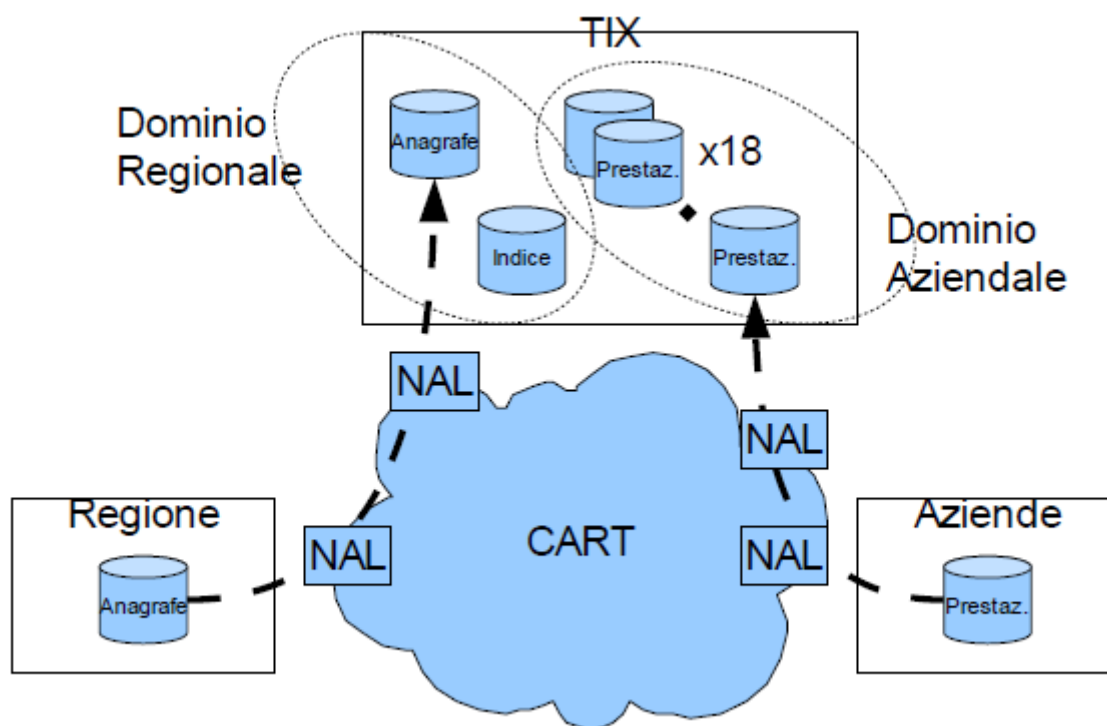 TIX
Dominio
Regionale
Anagrafe
Prestaz.
x18
Indice
Prestaz.
Dominio
Aziendale
NAL
NAL
Regione
Anagrafe
NAL
CART
NAL
Aziende
Prestaz.